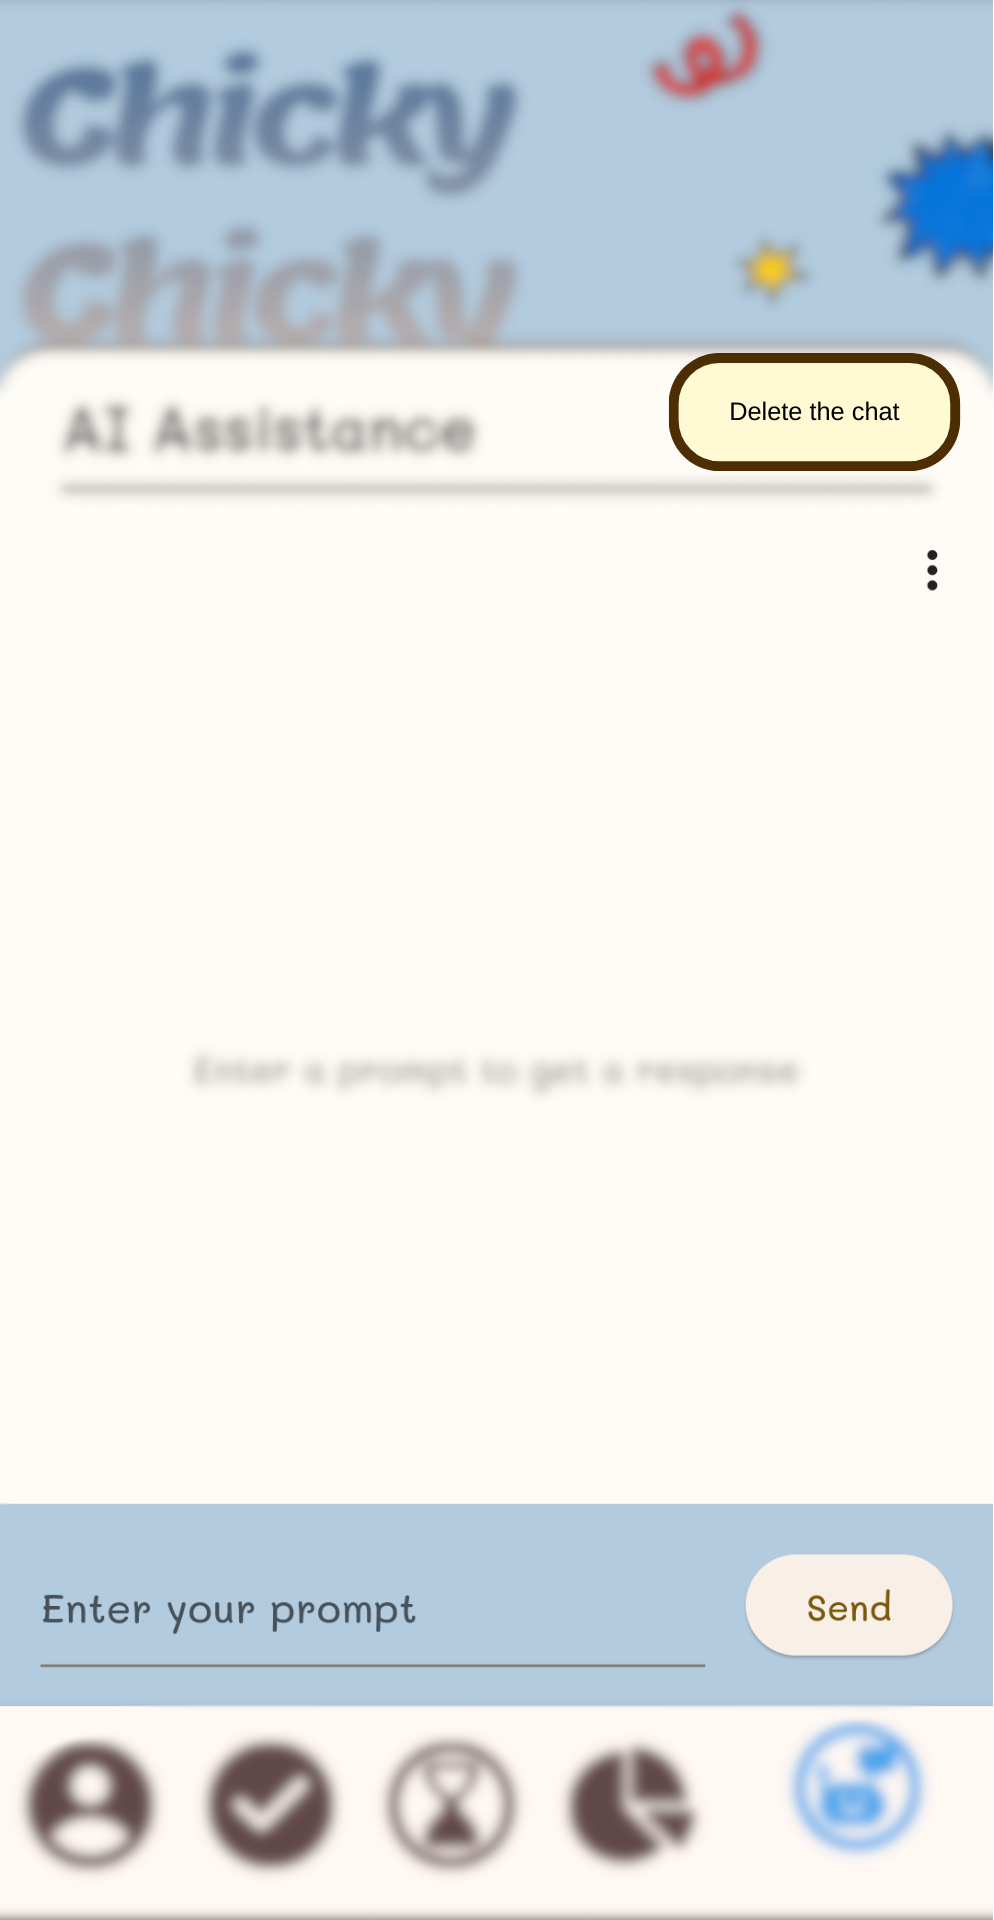 Chicky
Chicky
AI Assistance
Delete the chat
Enter a prompt to get a response
Enter your prompt
Send